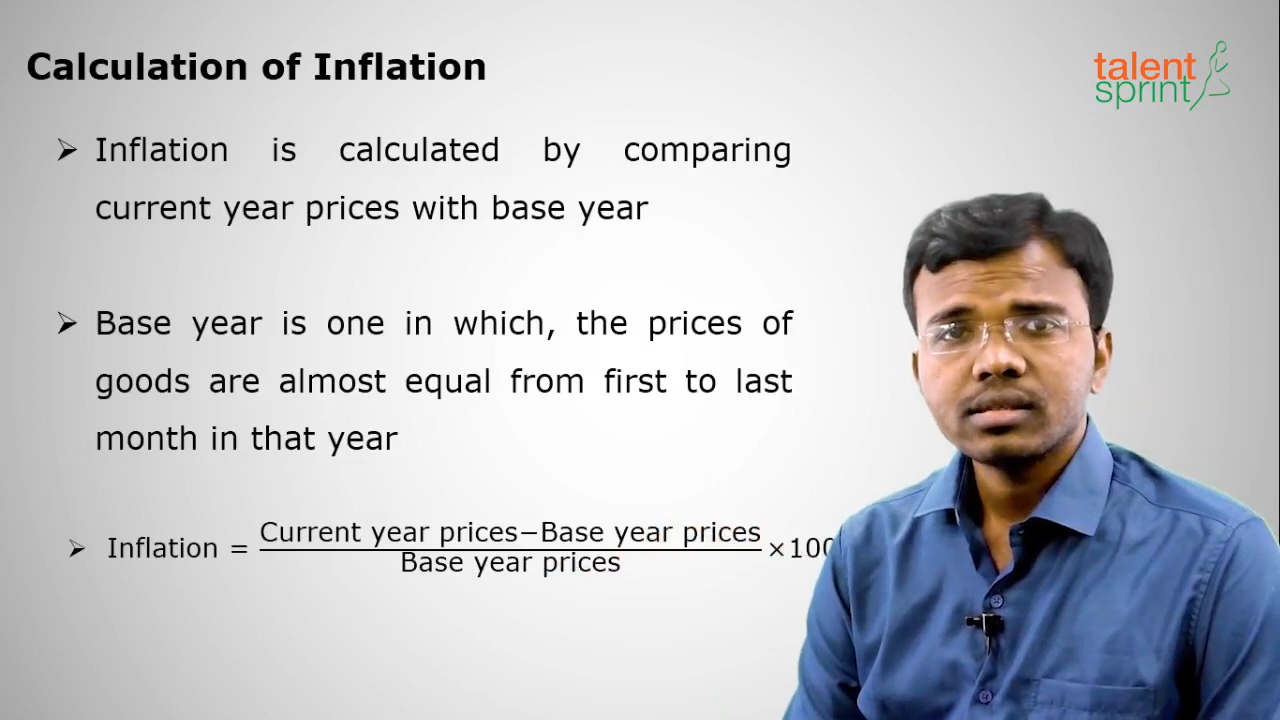 Calculation of Inflation
talent
sprint
➢ Inflation is calculated by comparing
current year prices with base year
➢ Base year is one in which, the prices of
goods are almost equal from first to last
month in that year
➢ Inflation = Current year prices−Base year prices ×100
Base year prices